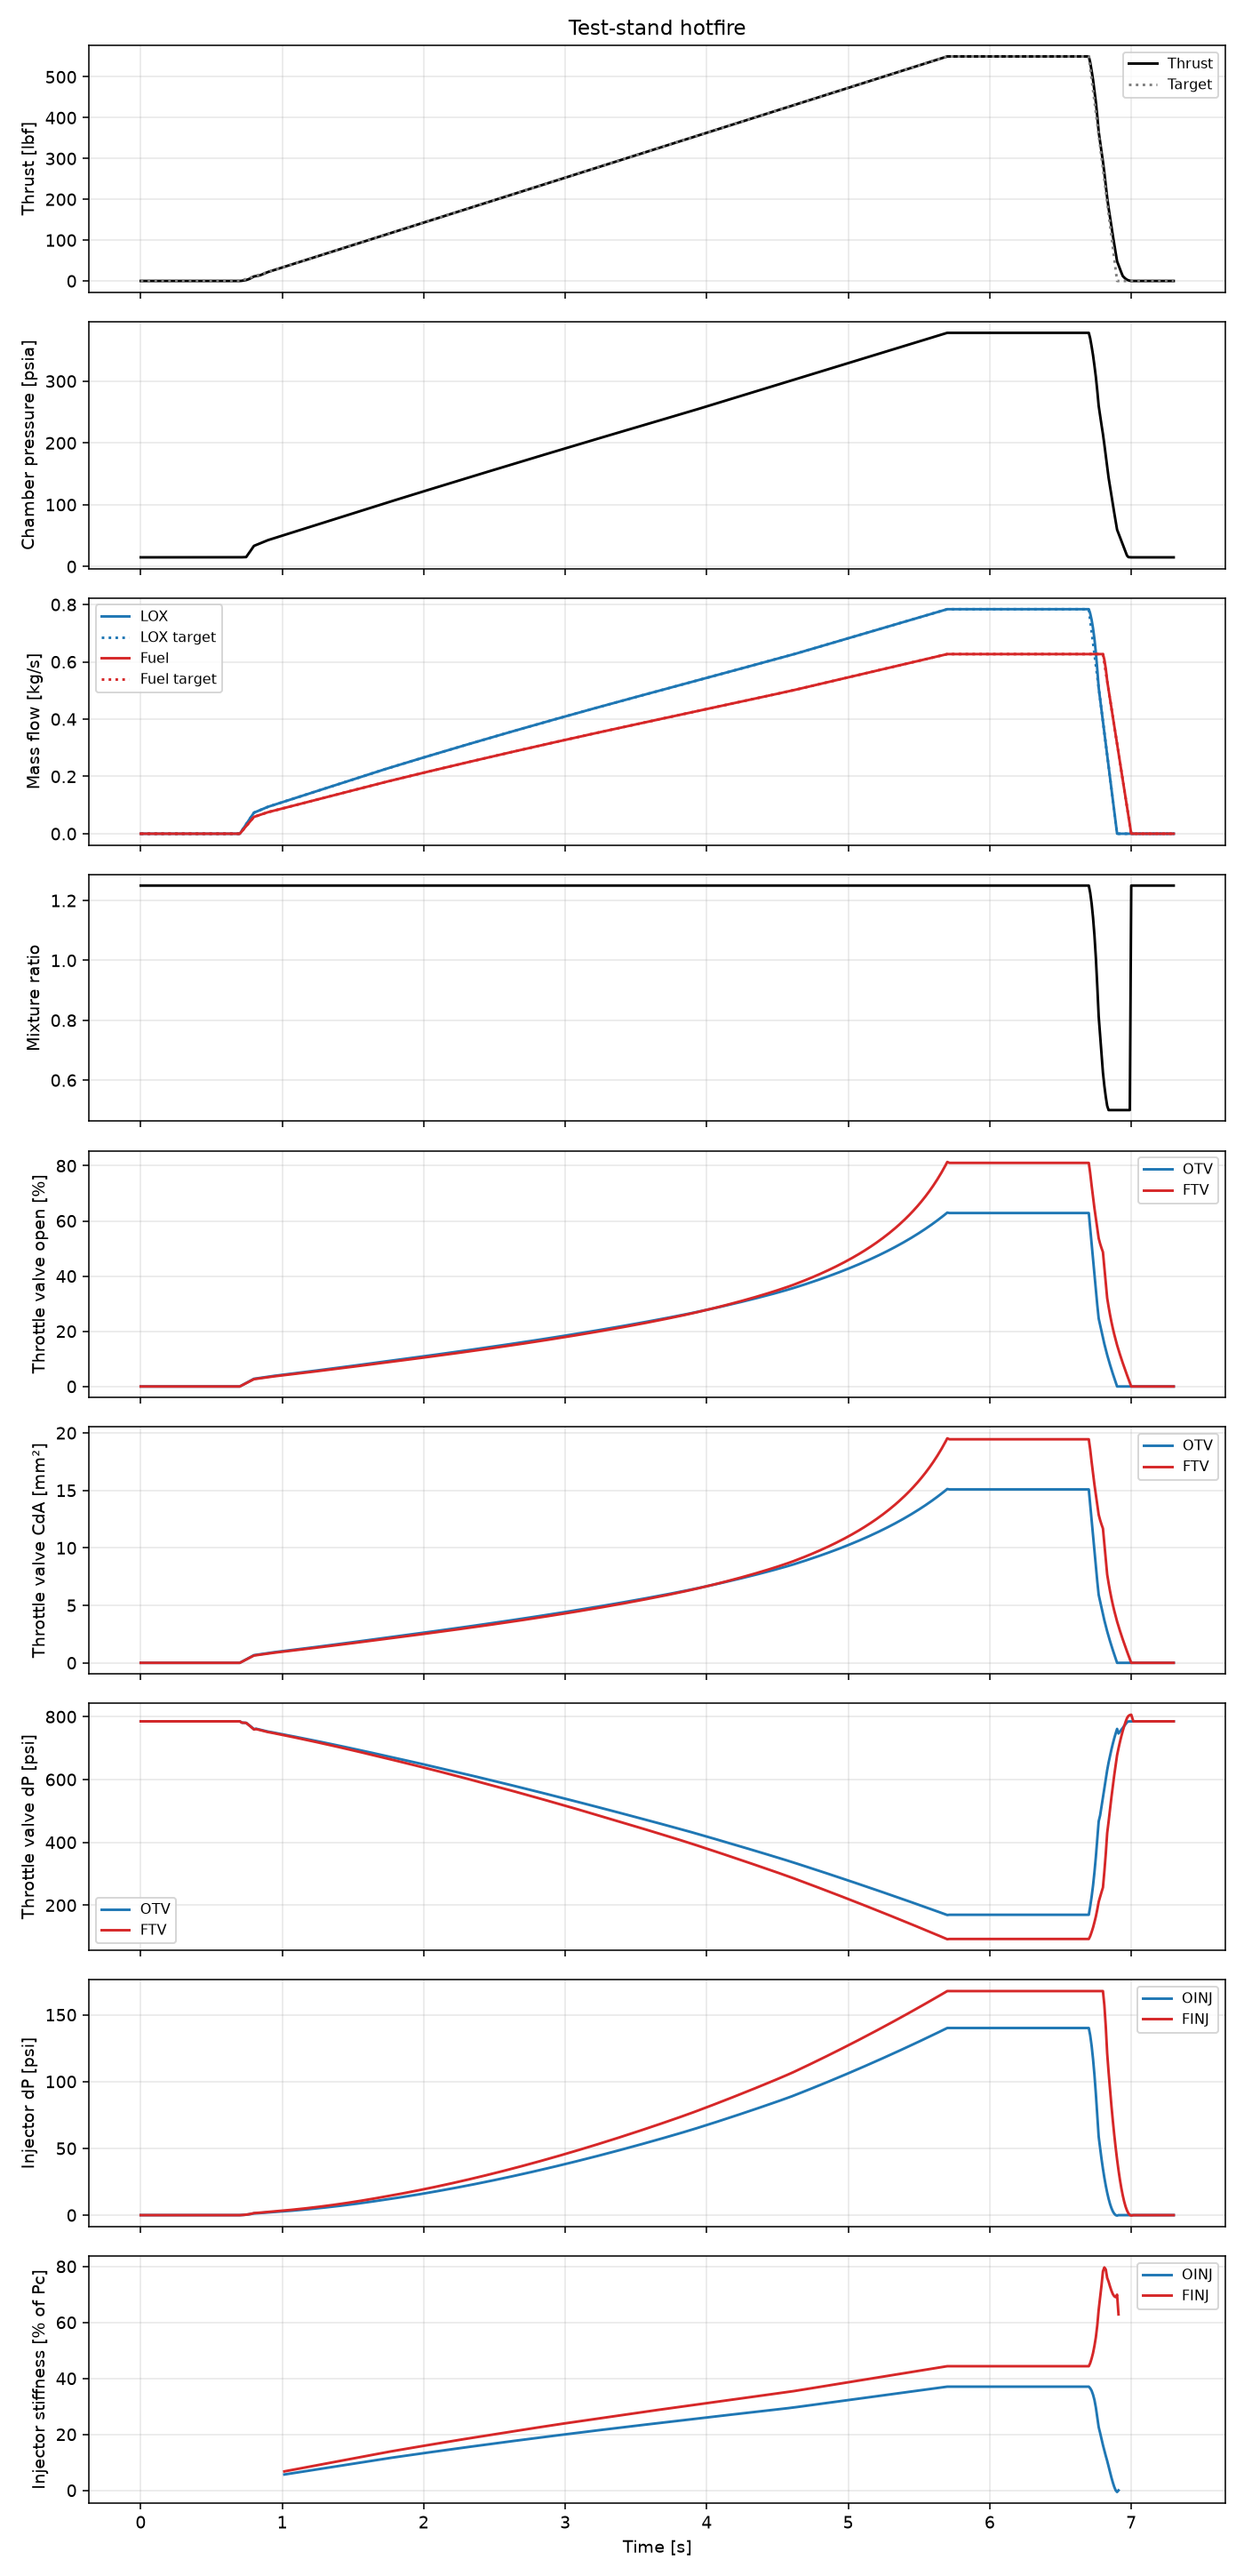 Test-stand hotfire
Thrust [lbf]
500
400
300
200
100
0
Thrust
Target
Chamber pressure [psia]
300
200
100
0
Mass flow [kg/s]
0.8
0.6
0.4
0.2
0.0
LOX
LOX target
Fuel
Fuel target
Mixture ratio
1.2
1.0
0.8
0.6
Throttle valve open [%]
80
60
40
20
0
OTV
FTV
Throttle valve CdA [mm²]
20
15
10
5
0
OTV
FTV
Throttle valve dP [psi]
800
600
400
200
OTV
FTV
Injector dP [psi]
150
100
50
0
OINJ
FINJ
Injector stiffness [% of Pc]
80
60
40
20
0
OINJ
FINJ
0 1 2 3 4 5 6 7
Time [s]